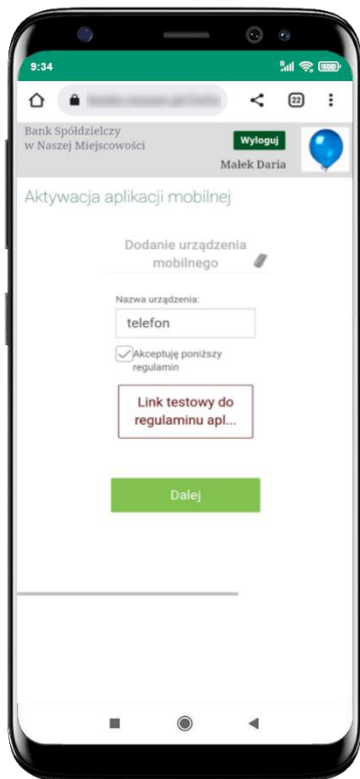 9:34
22
Bank Spółdzielczy
w Naszej Miejscowości
Wyloguj
Małek Daria
Aktywacja aplikacji mobilnej
Dodanie urządzenia
mobilnego
Nazwa urządzenia:
telefon
Akceptuję poniższy
regulamin
Link testowy do
regulaminu apl...
Dalej